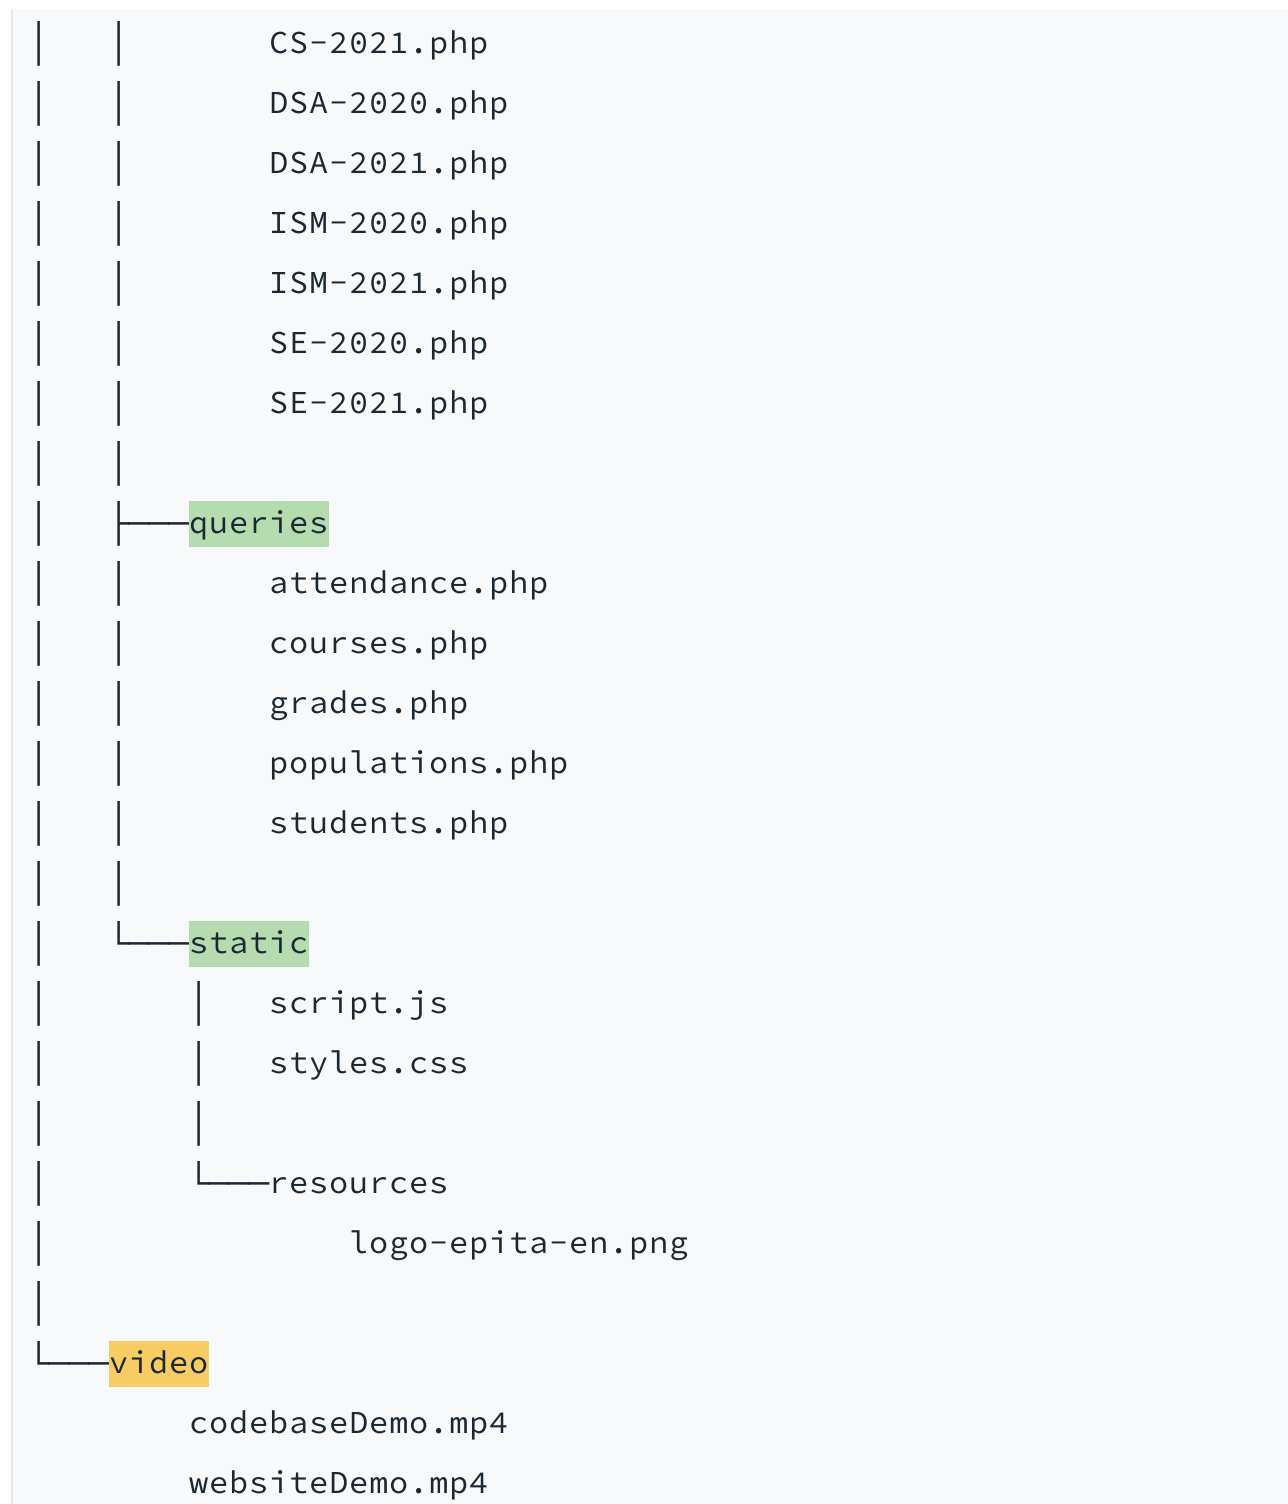 │   │       CS-2021.php
│   │       DSA-2020.php
│   │       DSA-2021.php
│   │       ISM-2020.php
│   │       ISM-2021.php
│   │       SE-2020.php
│   │       SE-2021.php
│   │
│   ├───queries
│   │       attendance.php
│   │       courses.php
│   │       grades.php
│   │       populations.php
│   │       students.php
│   │
│   └───static
│       │   script.js
│       │   styles.css
│       │
│       └───resources
│               logo-epita-en.png
│
└───video
        codebaseDemo.mp4
        websiteDemo.mp4